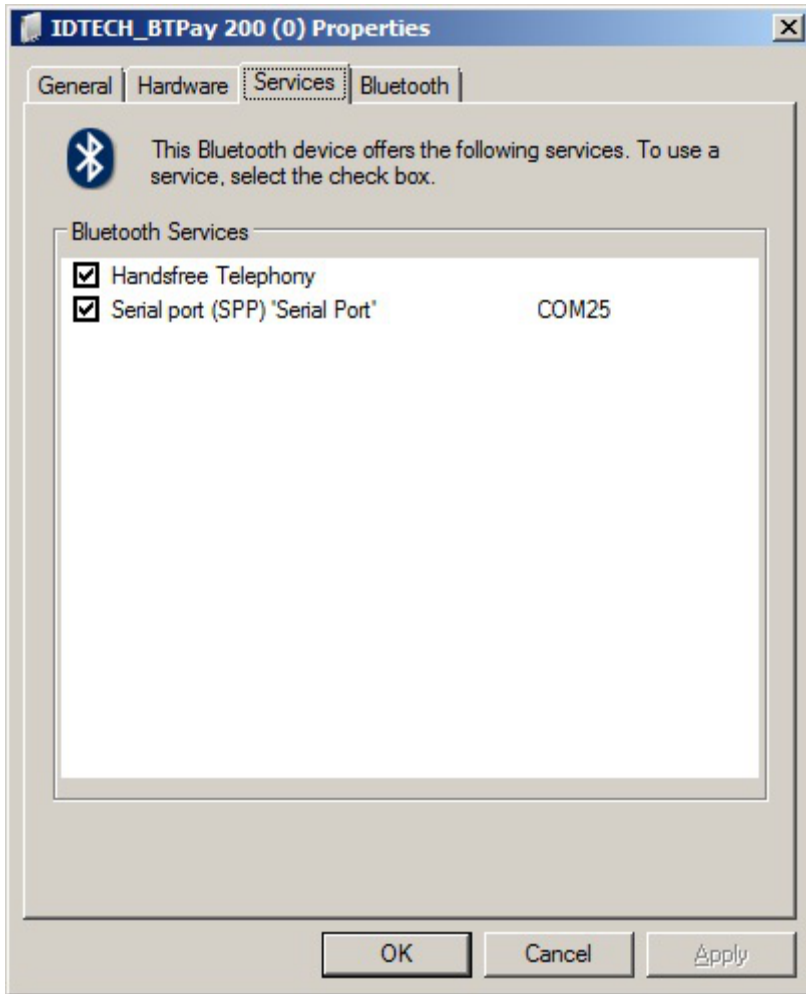 IDTECH_BTPay 200 (0) Properties
General Hardware Services Bluetooth
This Bluetooth device offers the following services. To use a
service, select the check box.
Bluetooth Services
Handsfree Telephony
Serial port (SPP) 'Serial Port' COM25
OK Cancel Apply